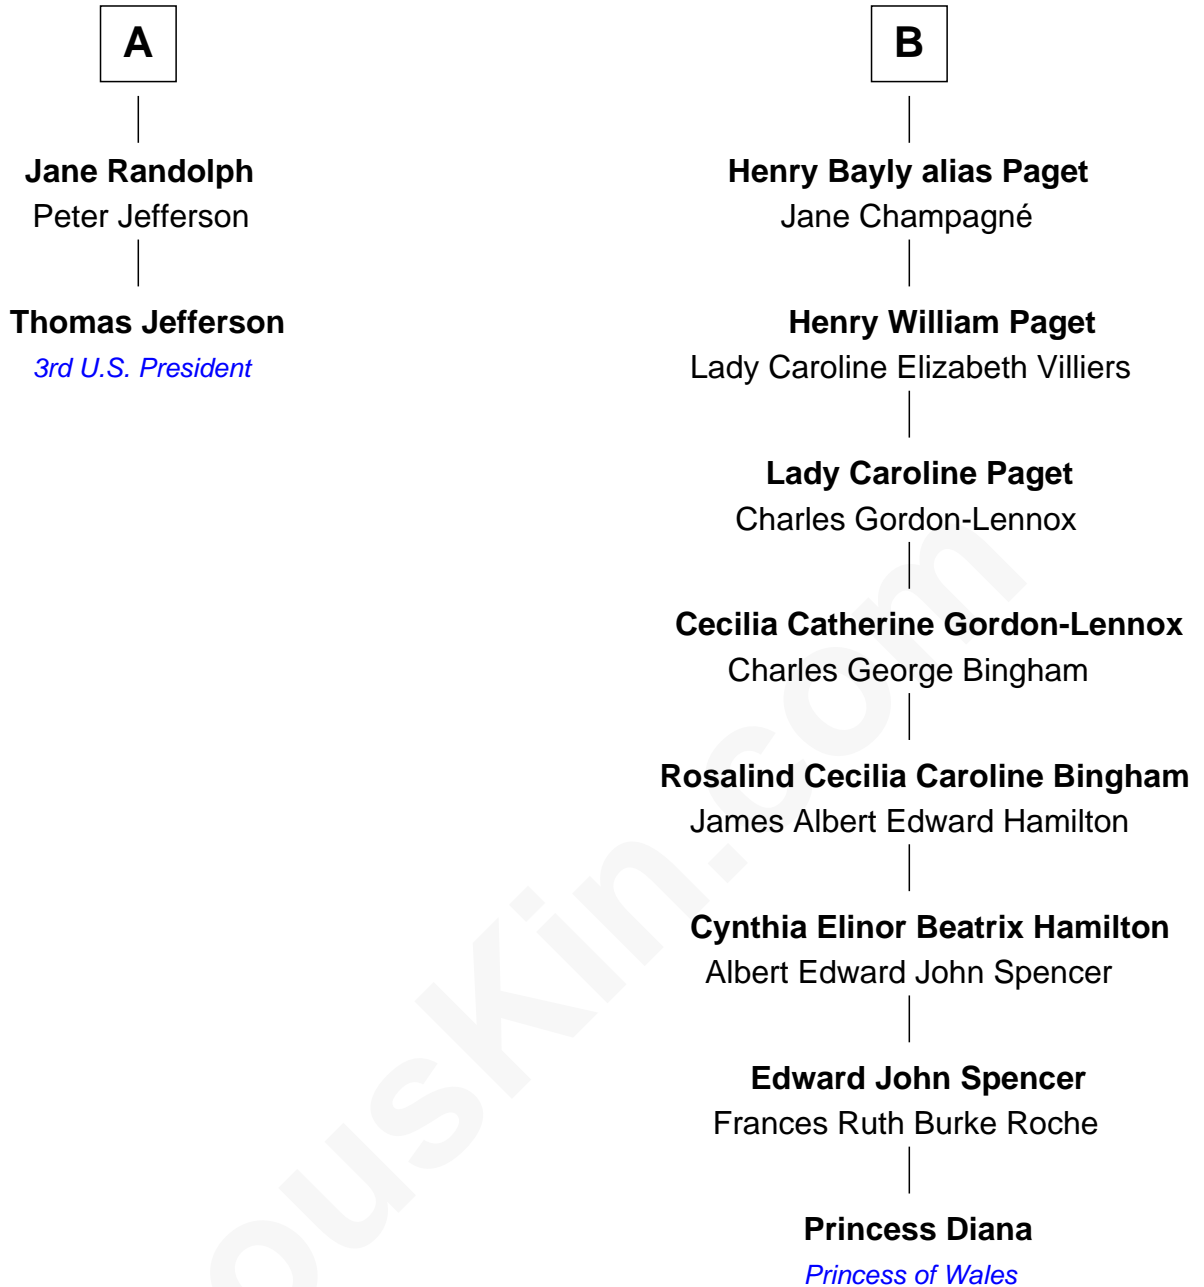 A
Jane Randolph
Peter Jefferson
Thomas Jefferson
3rd U.S. President
B
Henry Bayly alias Paget
Jane Champagné
Henry William Paget
Lady Caroline Elizabeth Villiers
Lady Caroline Paget
Charles Gordon-Lennox
Cecilia Catherine Gordon-Lennox
Charles George Bingham
Rosalind Cecilia Caroline Bingham
James Albert Edward Hamilton
Cynthia Elinor Beatrix Hamilton
Albert Edward John Spencer
Edward John Spencer
Frances Ruth Burke Roche
Princess Diana
Princess of Wales
ousKin.com